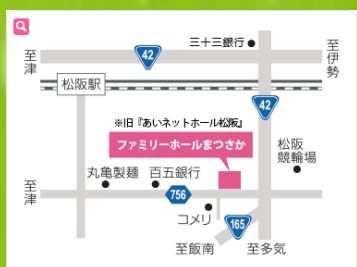 三十三銀行
至伊勢
至津
42
松阪駅
42
※旧『あいネットホール松阪』
ファミリーホールまつさか
松阪
競輪場
丸亀製麺
百五銀行
至津
756
コメリ
165
至飯南
至多気